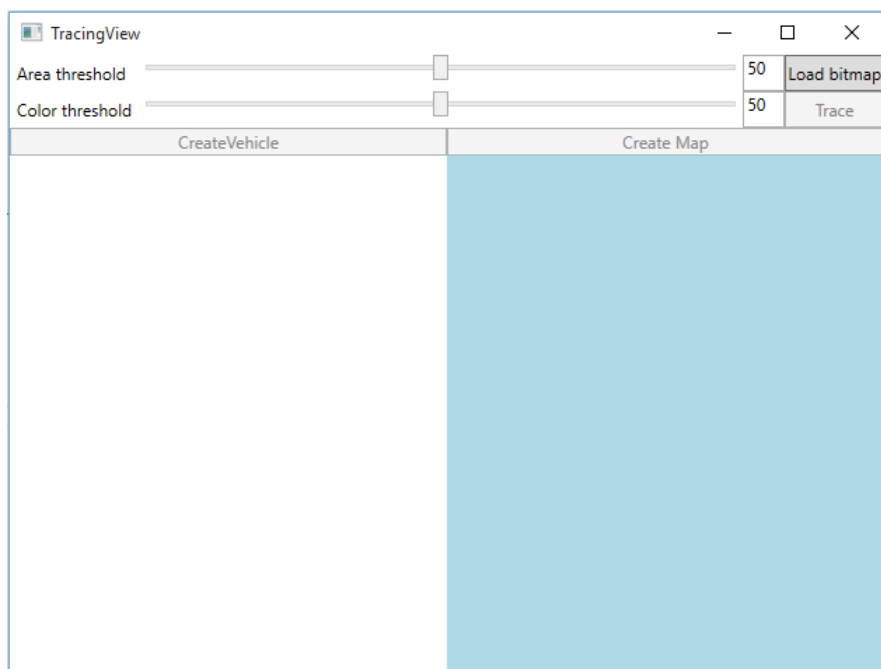 TracingView
Area threshold 50 Load bitmap
Color threshold 50 Trace
CreateVehicle Create Map